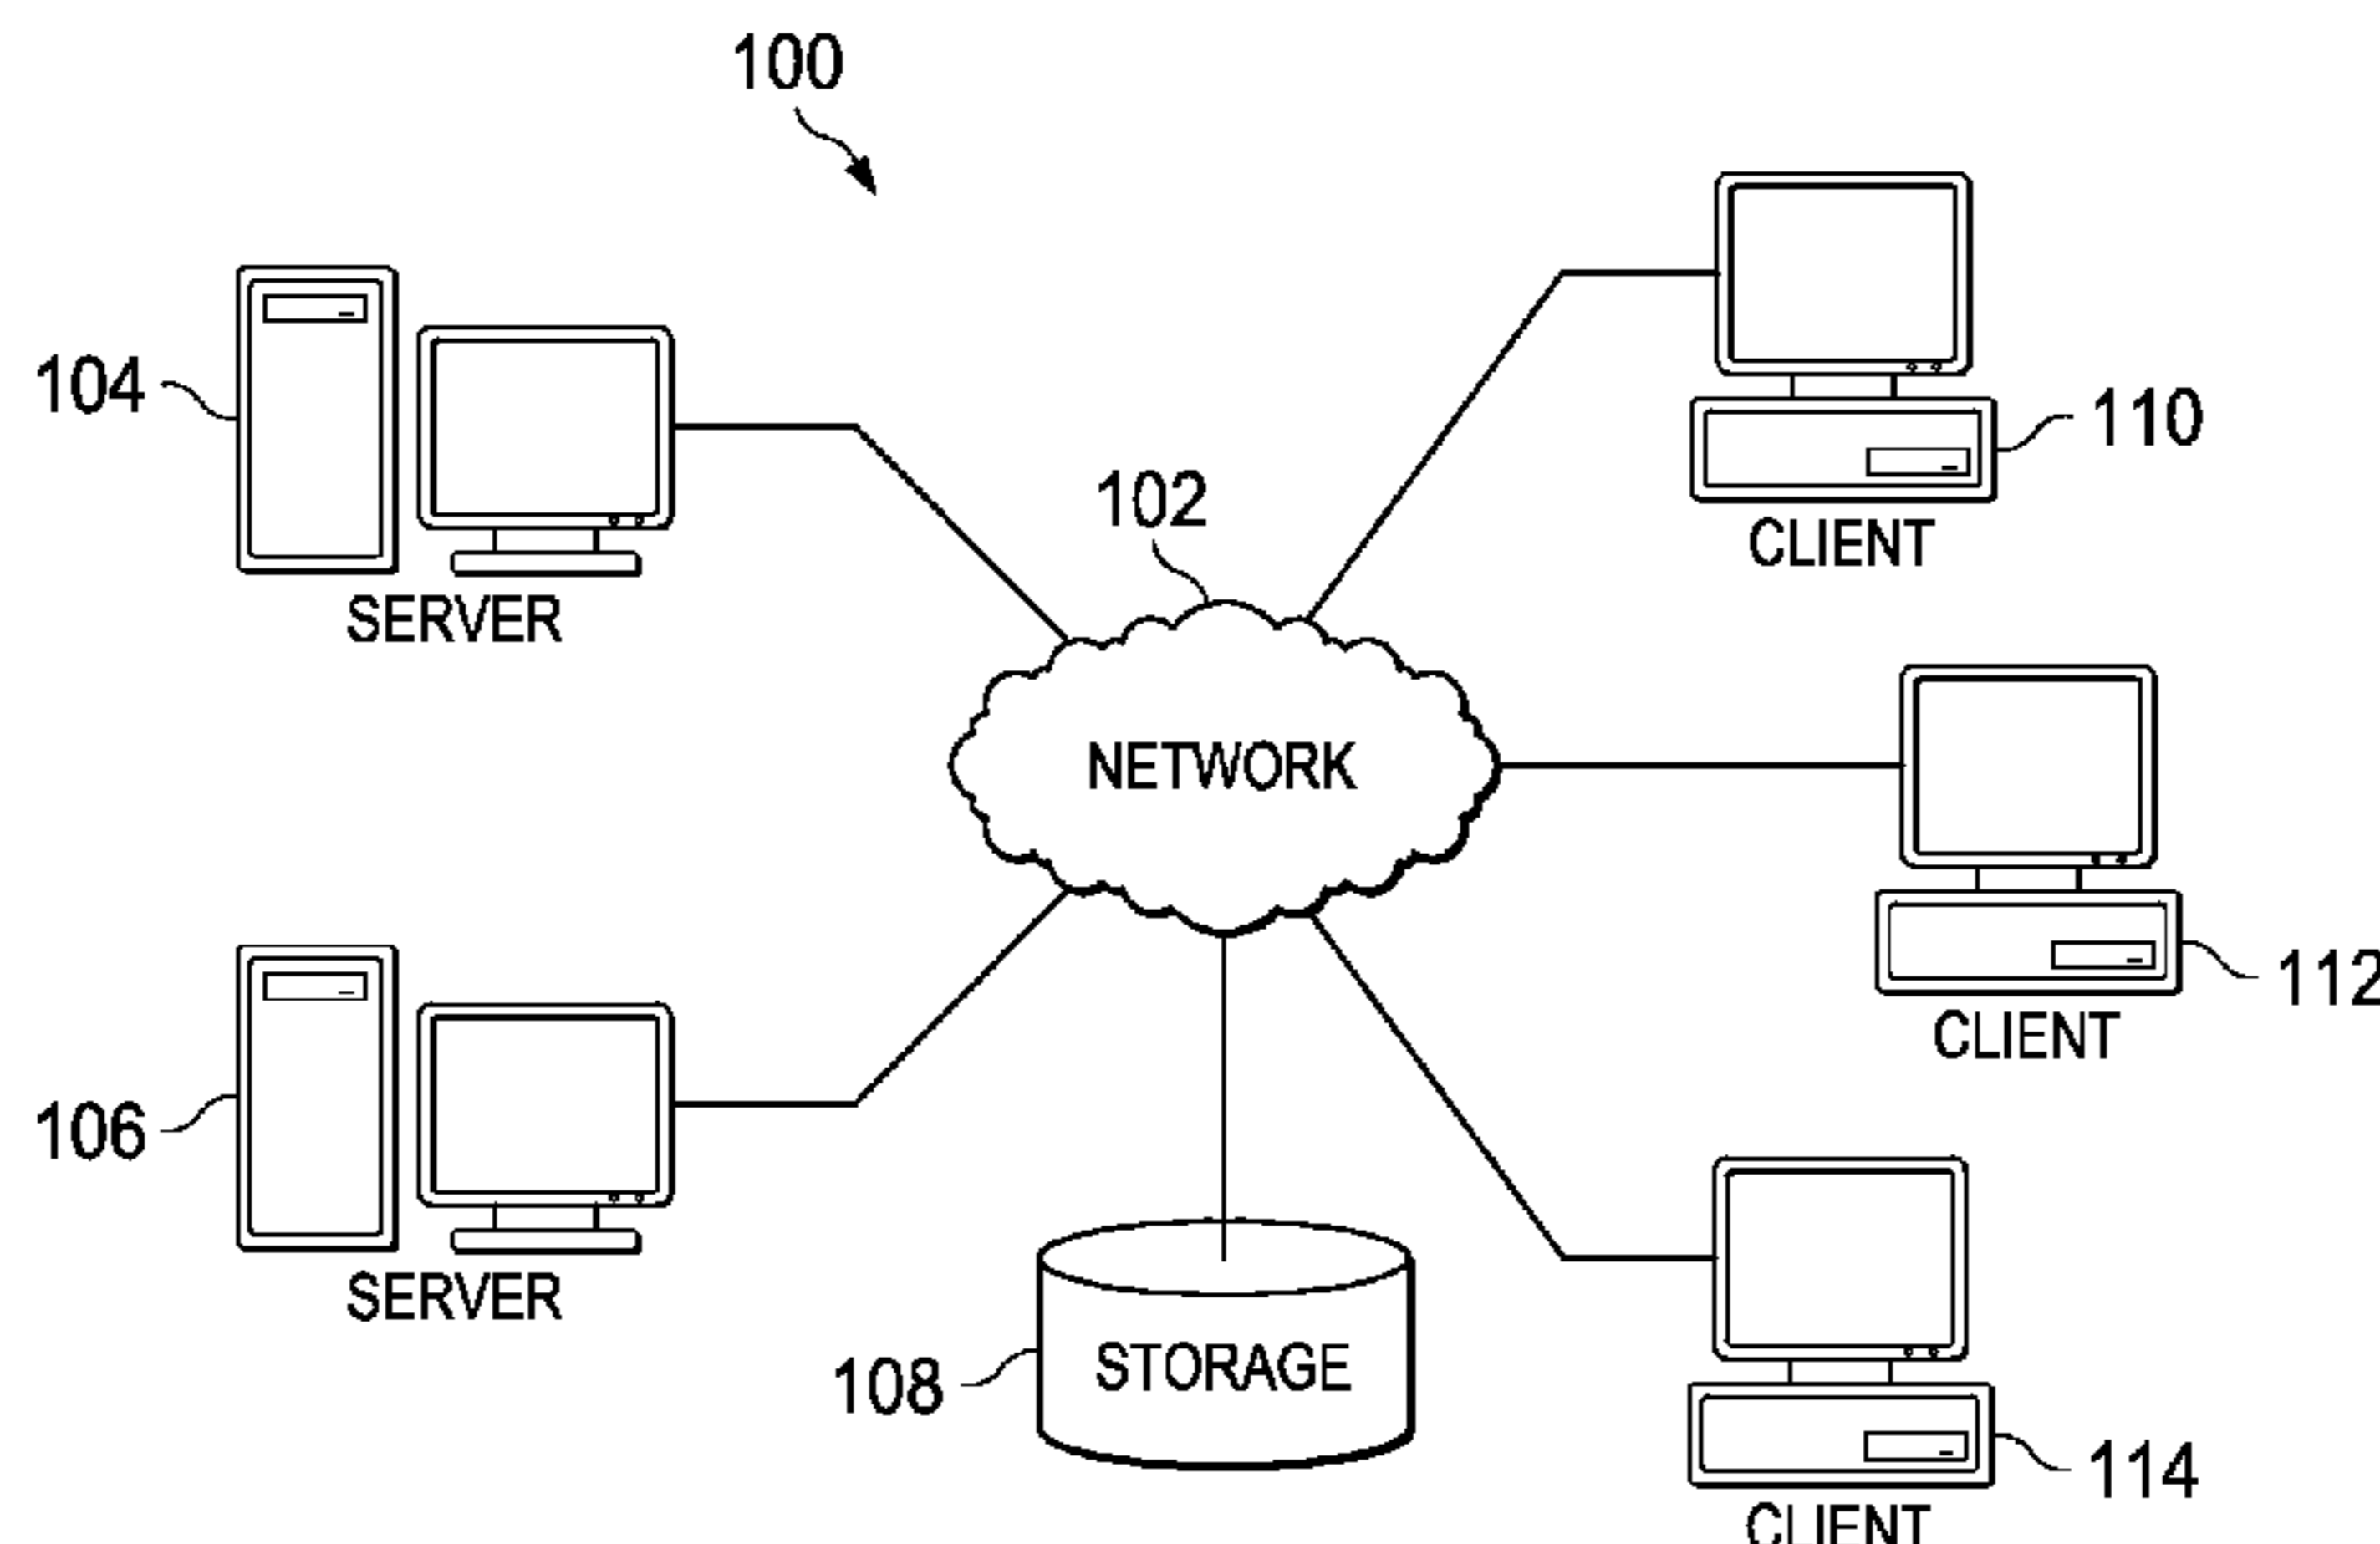 100
104
SERVER
110
CLIENT
102
NETWORK
112
CLIENT
106
SERVER
108
STORAGE
114
CLIENT